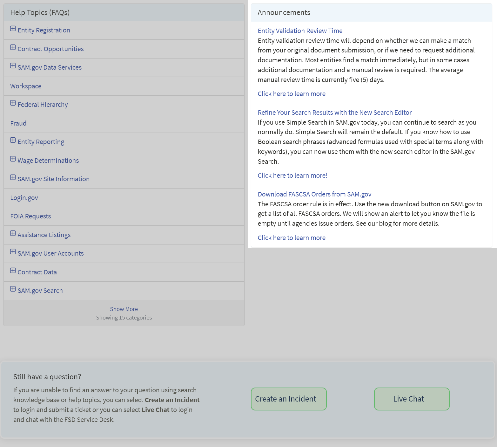 Help Topics (FAQs)
Entity Registration
Contract Opportunities
SAM.gov Data Services
Workspace
Federal Hierarchy
Fraud
Entity Reporting
Wage Determinations
SAM.gov Site Information
Login.gov
FOIA Requests
Assistance Listings
SAM.gov User Accounts
Contract Data
SAM.gov Search
Show More
Showing 15 categories
Announcements
Entity Validation Review Time
Entity validation review time will depend on whether we can make a match
from your original document submission, or if we need to request additional
documentation. Most entities find a match immediately, but in some cases
additional documentation and a manual review is required. The average
manual review time is currently five (5) days.
Click here to learn more
Refine Your Search Results with the New Search Editor
If you use Simple Search in SAM.gov today, you can continue to search as you
normally do. Simple Search will remain the default. If you know how to use
Boolean search phrases (advanced formulas used with special terms along with
keywords), you can now use them with the new search editor in the SAM.gov
Search.
Click here to learn more!
Download FASCSA Orders from SAM.gov
The FASCSA order rule is in effect. Use the new download button on SAM.gov to
get a list of all FASCSA orders. We will show an alert to let you know the file is
empty until agencies issue orders. See our blog for more details.
Click here to learn more
Still have a question?
If you are unable to find an answer to your question using search
knowledge base or help topics, you can select Create an Incident
to login and submit a ticket or you can select Live Chat to login
and chat with the FSD Service Desk.
Create an Incident
Live Chat